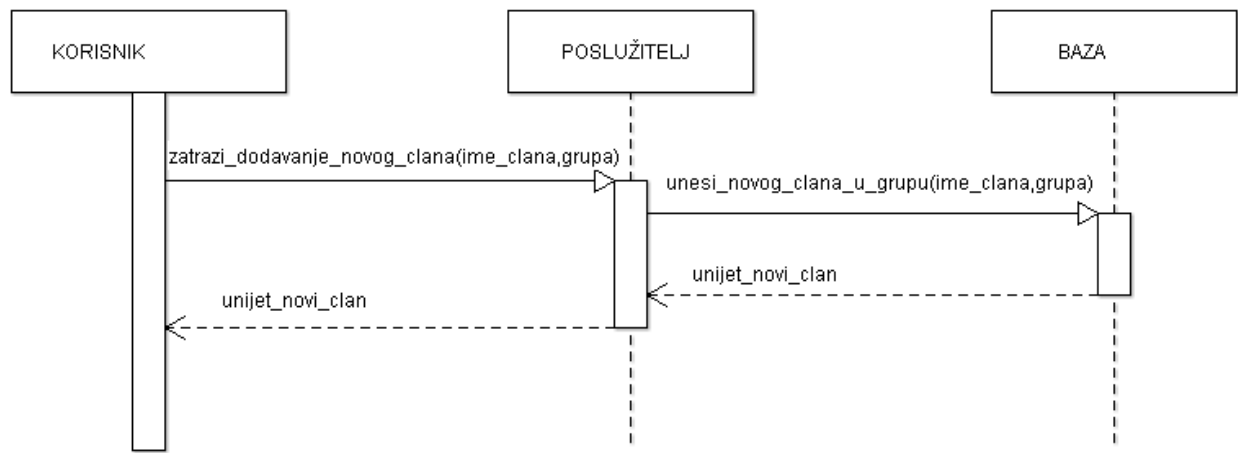 KORISNIK
POSLUŽITELJ
BAZA
zatrazi_dodavanje_novog_clana(ime_clana,grupa)
unesi_novog_clana_u_grupu(ime_clana,grupa)
unijet_novi_clan
unijet_novi_clan